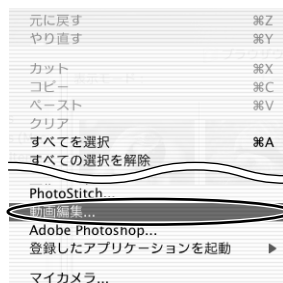 元に戻す ⌘Z
やり直す ⌘Y
カット ⌘X
コピー ⌘C
ペースト ⌘V
クリア
すべてを選択 ⌘A
すべての選択を解除
PhotoStitch...
動画編集...
Adobe Photoshop...
登録したアプリケーションを起動 ▶
マイカメラ...